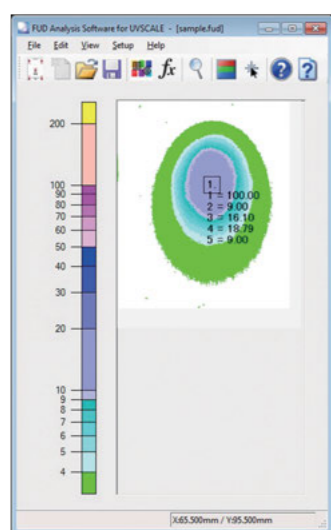 FUD Analysis Software for UVSCALE - [sample.fud]
File Edit View Setup Help
1 fx ? ?
200
100
90
80
70
60
50
40
30
20
10
9
8
7
6
5
4
1.
1 = 100.00
2 = 9.00
3 = 16.10
4 = 18.79
5 = 9.00
X:65.500mm / Y:95.500mm